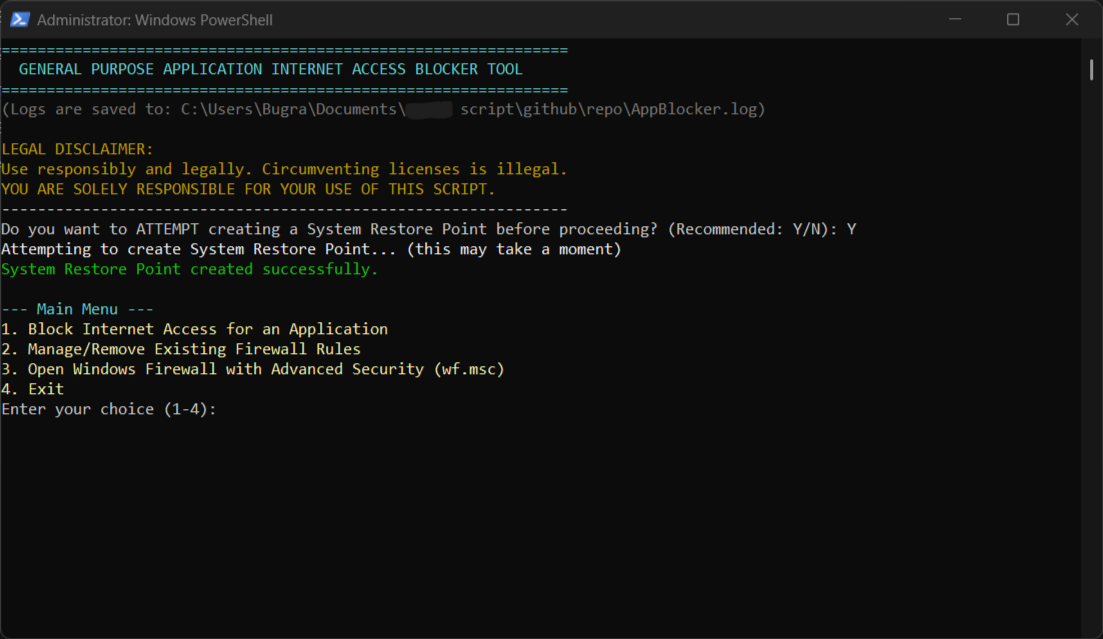 Administrator: Windows PowerShell
=============================================================
GENERAL PURPOSE APPLICATION INTERNET ACCESS BLOCKER TOOL
=============================================================
(Logs are saved to: C:\Users\Bugra\Documents\ script\github\repo\AppBlocker.log)
LEGAL DISCLAIMER:
Use responsibly and legally. Circumventing licenses is illegal.
YOU ARE SOLELY RESPONSIBLE FOR YOUR USE OF THIS SCRIPT.
---------------------------------------------------------------
Do you want to ATTEMPT creating a System Restore Point before proceeding? (Recommended: Y/N): Y
Attempting to create System Restore Point... (this may take a moment)
System Restore Point created successfully.
--- Main Menu ---
1. Block Internet Access for an Application
2. Manage/Remove Existing Firewall Rules
3. Open Windows Firewall with Advanced Security (wf.msc)
4. Exit
Enter your choice (1-4):